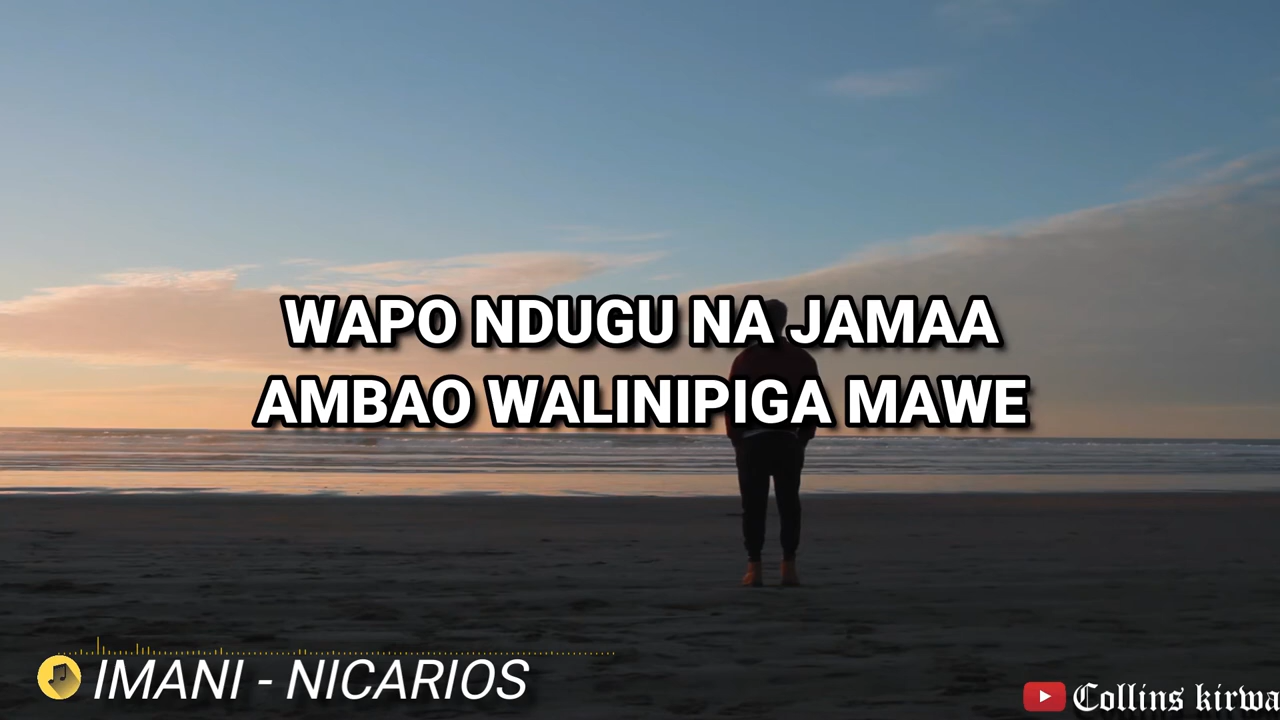 WAPO NDUGU NA JAMAA
AMBAO WALINIPIGA MAWE
IMANI - NICARIOS
Collins kirwa